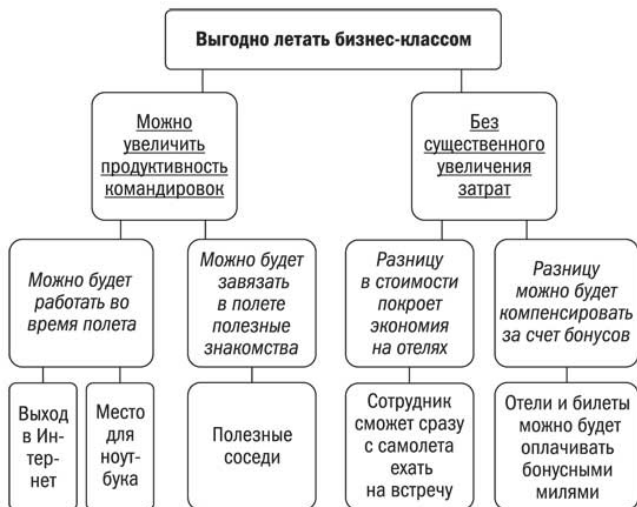 Выгодно летать бизнес-классом
Можно
увеличить
продуктивность
командировок
Без
существенного
увеличения
затрат
Можно будет
работать во
время полета
Можно будет
завязать
в полете
полезные
знакомства
Разницу
в стоимости
покроет
экономия
на отелях
Разницу
можно будет
компенсировать
за счет бонусов
Выход
в Ин-
тер-
нет
Место
для
ноут-
бука
Полезные
соседи
Сотрудник
сможет сразу
с самолета
ехать
на встречу
Отели и билеты
можно будет
оплачивать
бонусными
милями